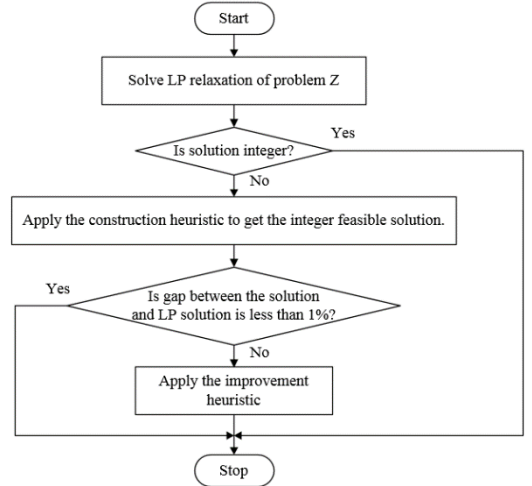 Start
Solve LP relaxation of problem Z
Yes
Is solution integer?
No
Apply the construction heuristic to get the integer feasible solution.
Yes
Is gap between the solution
and LP solution is less than 1%?
No
Apply the improvement
heuristic
Stop